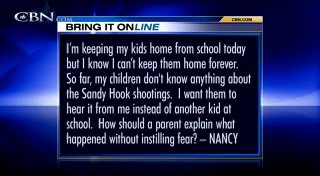 CBN
CBN.COM
BRING IT ONLINE
I'm keeping my kids home from school today
but I know I can't keep them home forever.
So far, my children don't know anything about
the Sandy Hook shootings.  I want them to
hear it from me instead of another kid at
school.  How should a parent explain what
happened without instilling fear? – NANCY